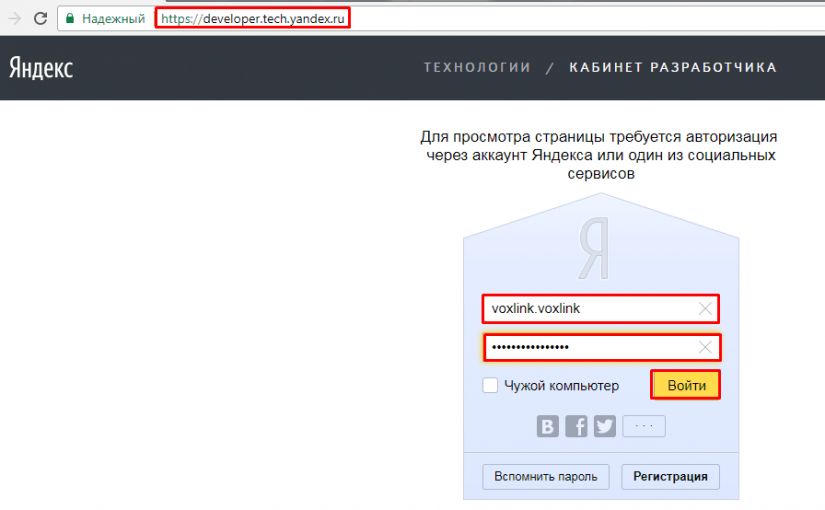 Надежный https://developer.tech.yandex.ru
Яндекс
ТЕХНОЛОГИИ / КАБИНЕТ РАЗРАБОТЧИКА
Для просмотра страницы требуется авторизация
через аккаунт Яндекса или один из социальных
сервисов
Я
voxlink.voxlink
••••••••••••••••
Чужой компьютер
Войти
В f
...
Вспомнить пароль
Регистрация